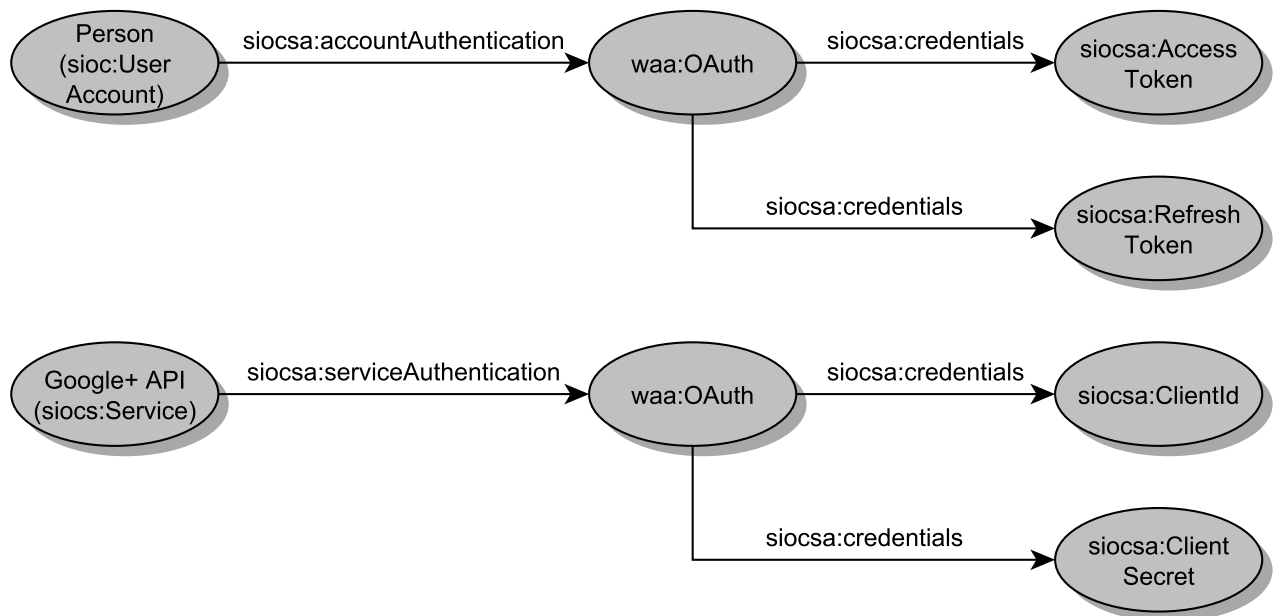 Person
(sioc:User
Account)
siocsa:accountAuthentication
waa:OAuth
siocsa:credentials
siocsa:Access
Token
siocsa:credentials
siocsa:Refresh
Token
Google+ API
(siocs:Service)
siocsa:serviceAuthentication
waa:OAuth
siocsa:credentials
siocsa:ClientId
siocsa:credentials
siocsa:Client
Secret